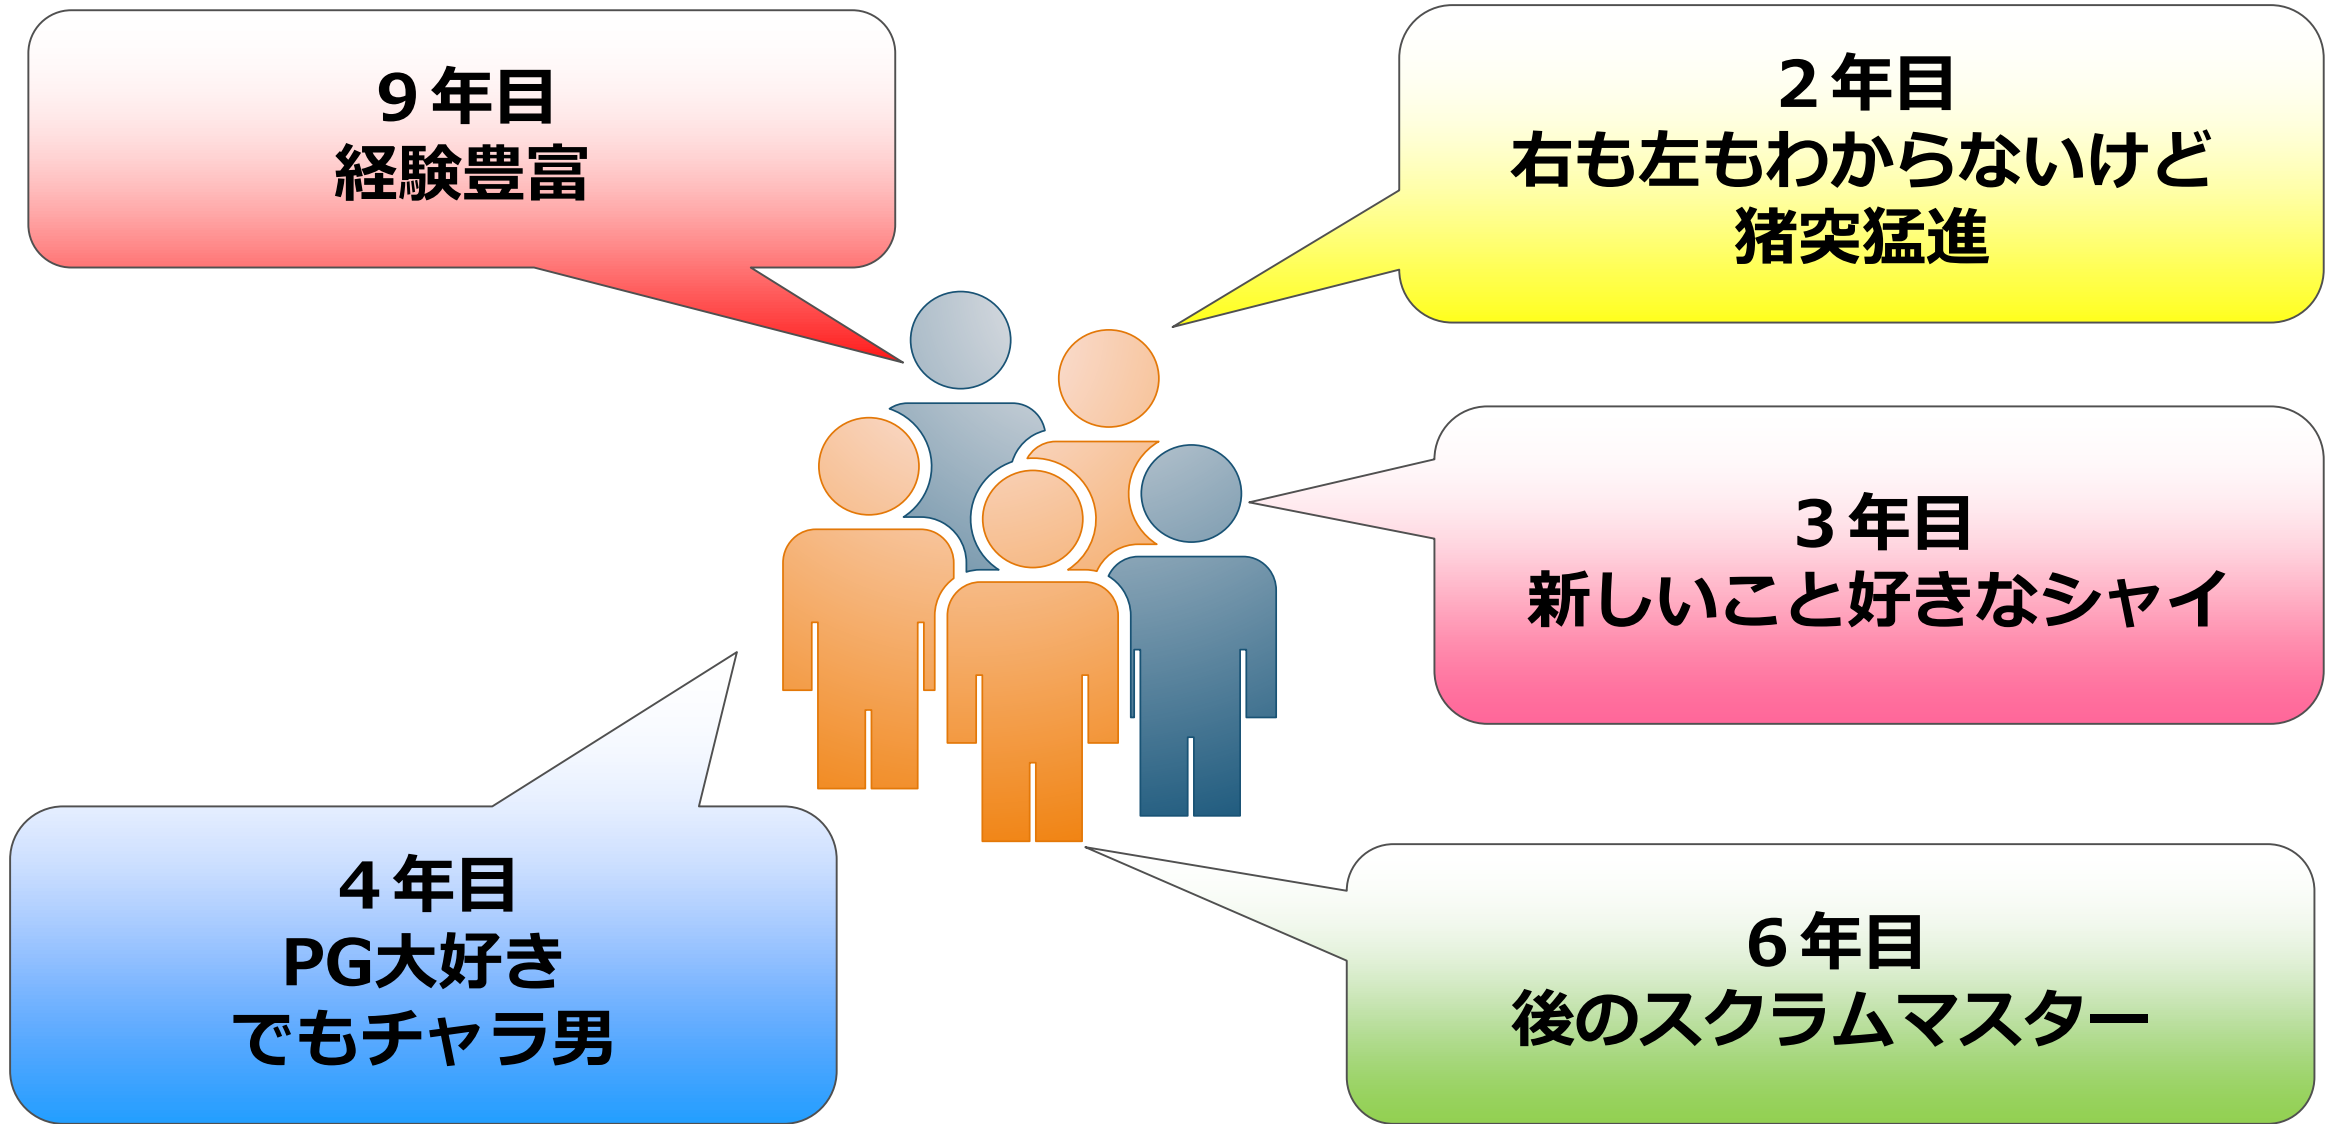 ９年目
経験豊富
２年目
右も左もわからないけど
猪突猛進
３年目
新しいこと好きなシャイ
４年目
PG大好き
でもチャラ男
６年目
後のスクラムマスター